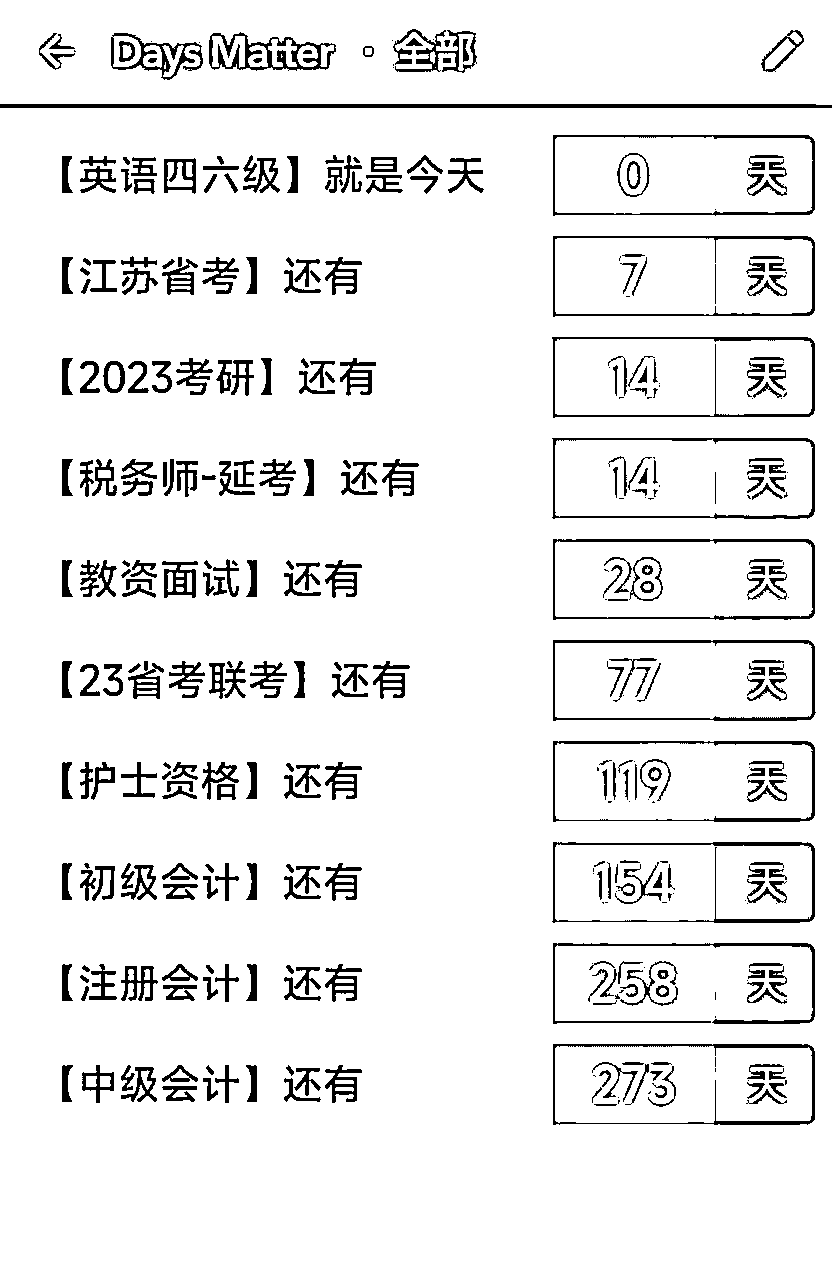 Days Matter · 全部
【英语四六级】就是今天 0 天
【江苏省考】还有 7 天
【2023考研】还有 14 天
【税务师-延考】还有 14 天
【教资面试】还有 28 天
【23省考联考】还有 77 天
【护士资格】还有 119 天
【初级会计】还有 154 天
【注册会计】还有 258 天
【中级会计】还有 273 天